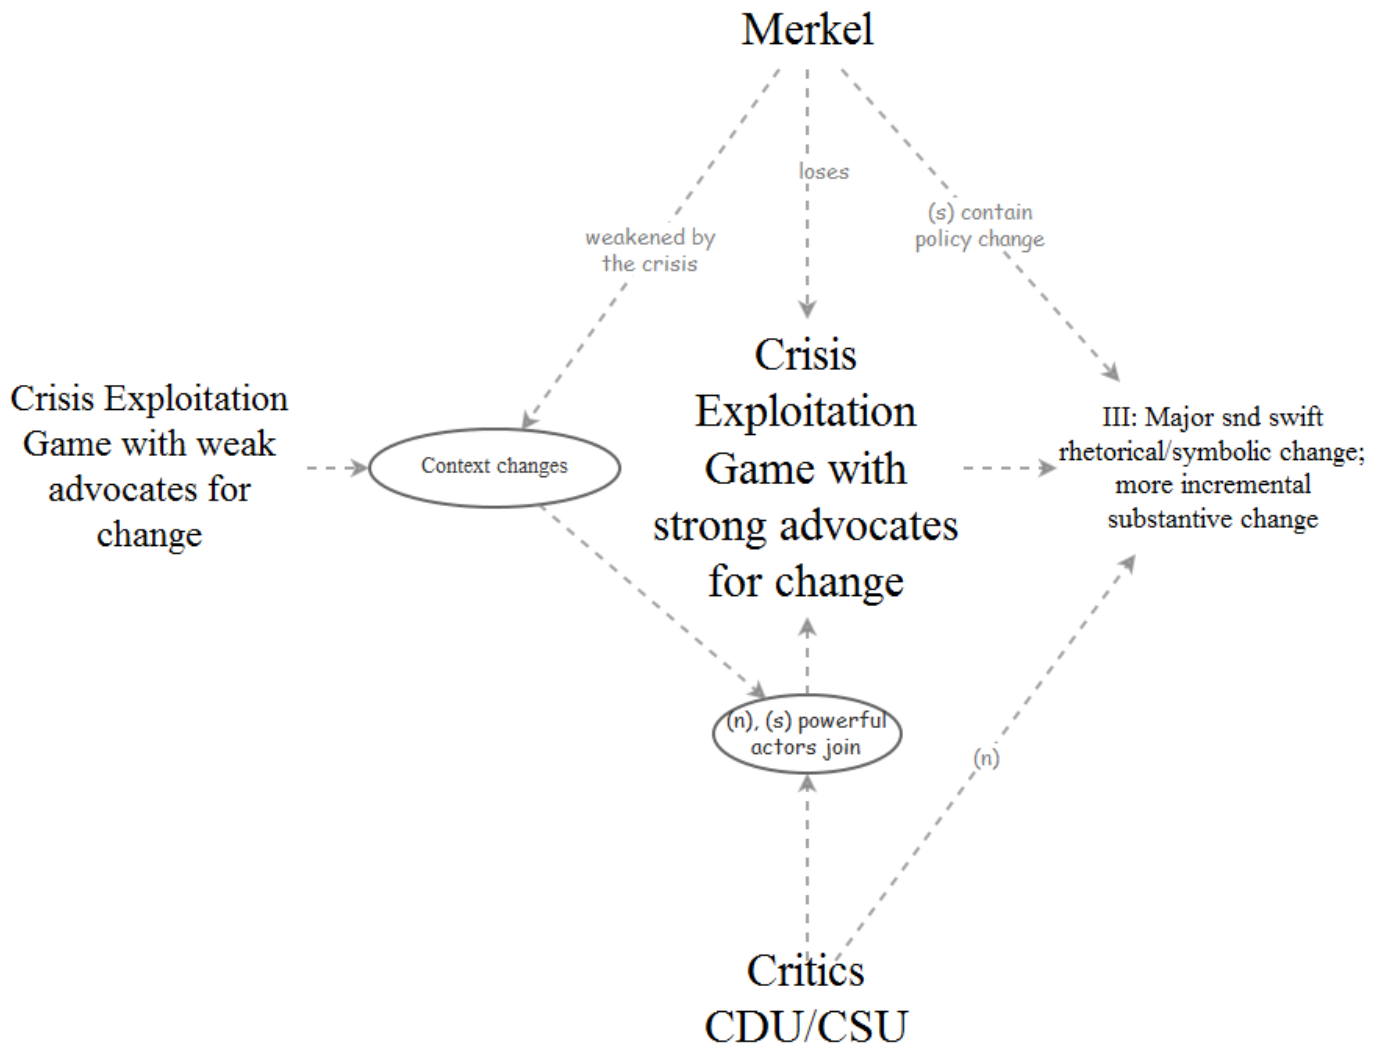 Merkel
loses
(s) contain
policy change
weakened by
the crisis
Crisis
Exploitation
Game with
strong advocates
for change
Crisis Exploitation
Game with weak
advocates for
change
Context changes
III: Major snd swift
rhetorical/symbolic change;
more incremental
substantive change
(n), (s) powerful
actors join
(n)
Critics
CDU/CSU